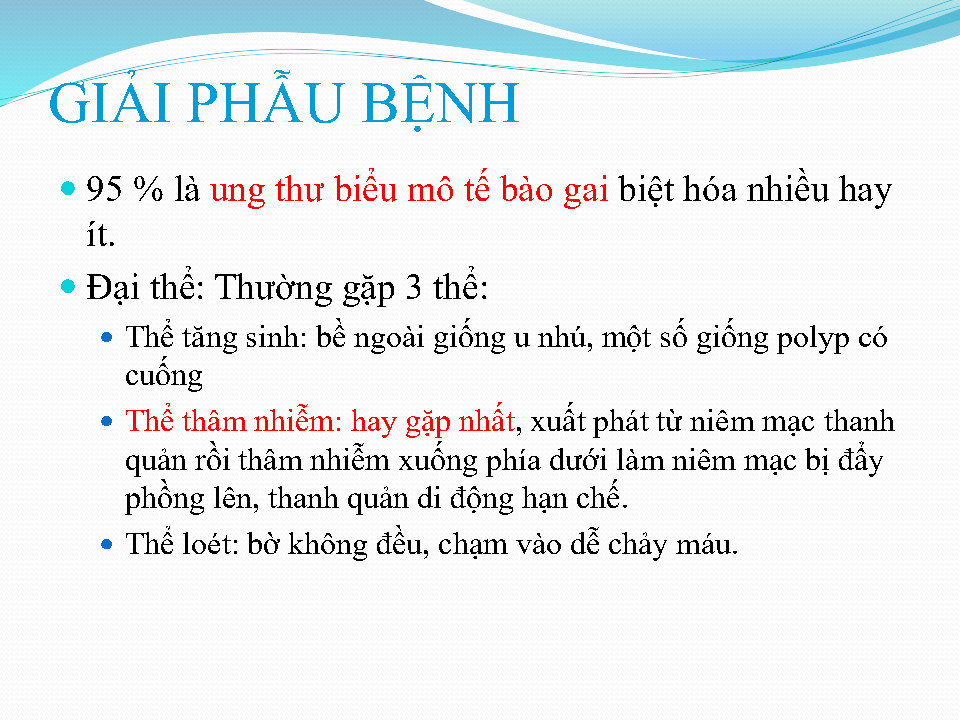 GIẢI PHẪU BỆNH
95 % là ung thư biểu mô tế bào gai biệt hóa nhiều hay
ít.
Đại thể: Thường gặp 3 thể:
Thể tăng sinh: bề ngoài giống u nhú, một số giống polyp có
cuống
Thể thâm nhiễm: hay gặp nhất, xuất phát từ niêm mạc thanh
quản rồi thâm nhiễm xuống phía dưới làm niêm mạc bị đẩy
phồng lên, thanh quản di động hạn chế.
Thể loét: bờ không đều, chạm vào dễ chảy máu.